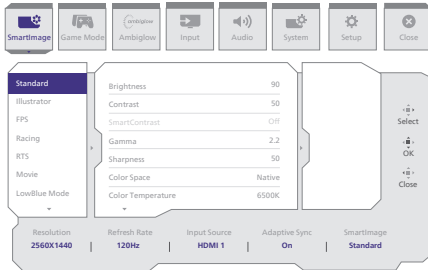 SmartImage
Game Mode
ambiglow
Ambiglow
Input
Audio
System
Setup
Close
Standard
Illustrator
FPS
Racing
RTS
Movie
LowBlue Mode
Brightness 90
Contrast 50
SmartContrast Off
Gamma 2.2
Sharpness 50
Color Space Native
Color Temperature 6500K
Select
OK
Close
Resolution Refresh Rate Input Source Adaptive Sync SmartImage
2560X1440 | 120Hz | HDMI 1 | On | Standard